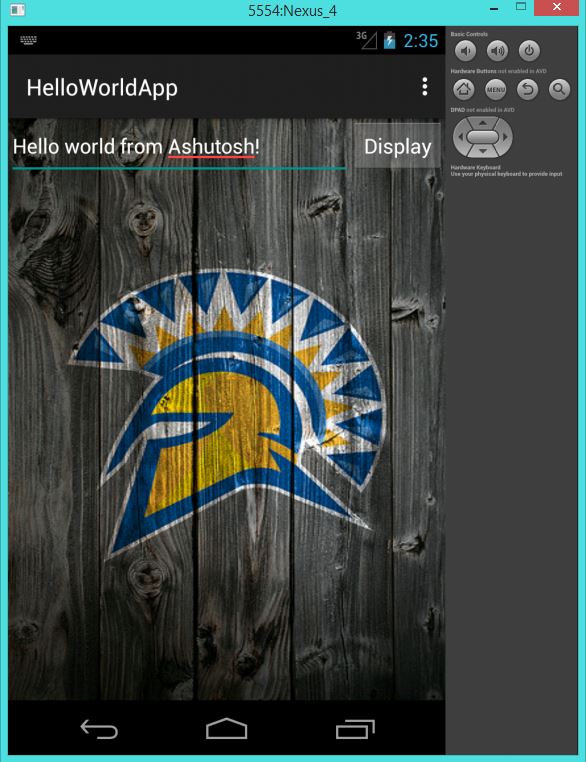 5554:Nexus_4
3G 2:35
HelloWorldApp
Hello world from Ashutosh!
Display
Basic Controls
Hardware Buttons not enabled in AVD
MENU
DPAD not enabled in AVD
Hardware Keyboard
Use your physical keyboard to provide input